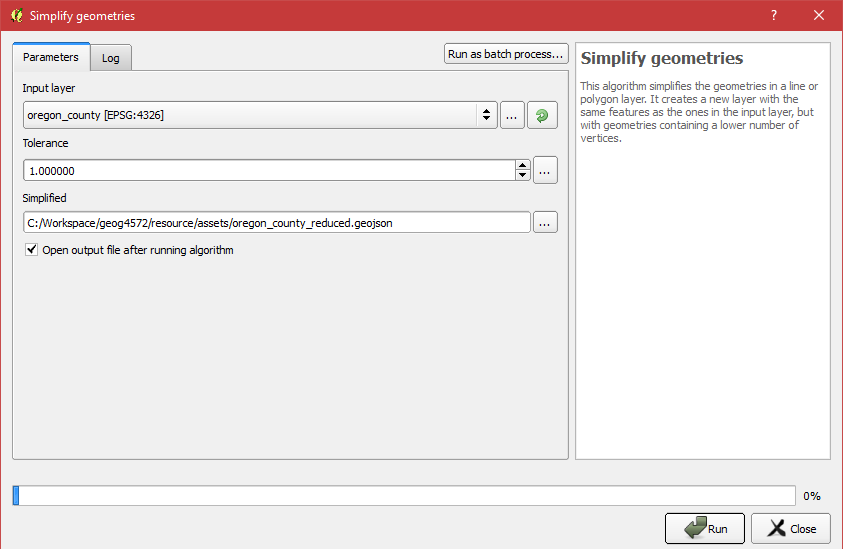 Simplify geometries
?
Parameters
Log
Run as batch process...
Input layer
oregon_county [EPSG:4326]
...
Tolerance
1.000000
...
Simplified
C:/Workspace/geog4572/resource/assets/oregon_county_reduced.geojson
...
Open output file after running algorithm
Simplify geometries
This algorithm simplifies the geometries in a line or
polygon layer. It creates a new layer with the
same features as the ones in the input layer, but
with geometries containing a lower number of
vertices.
0%
Run
Close